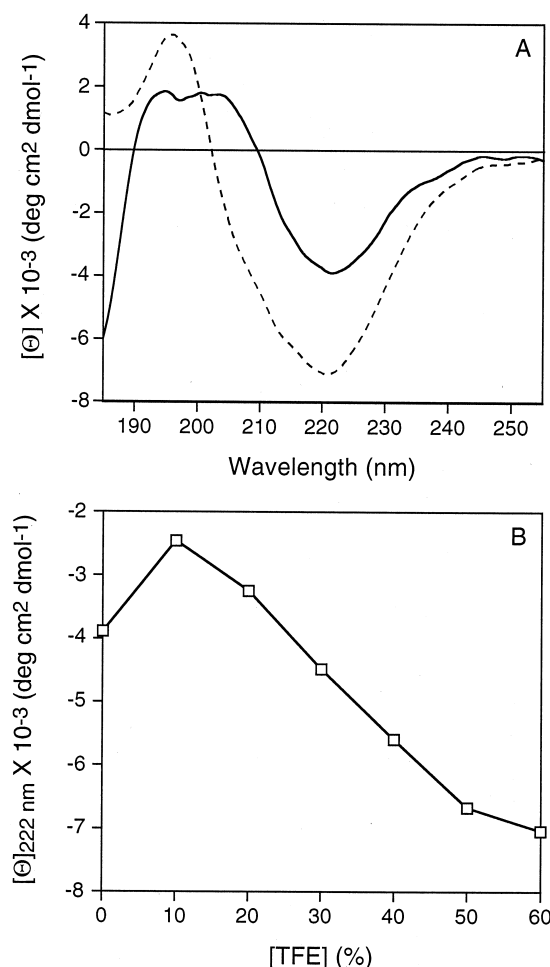 A
[Θ] X 10-3 (deg cm2 dmol-1)
4
2
0
-2
-4
-6
-8
190 200 210 220 230 240 250
Wavelength (nm)
B
[Θ]222 nm X 10-3 (deg cm2 dmol-1)
-2
-3
-4
-5
-6
-7
-8
0 10 20 30 40 50 60
[TFE] (%)